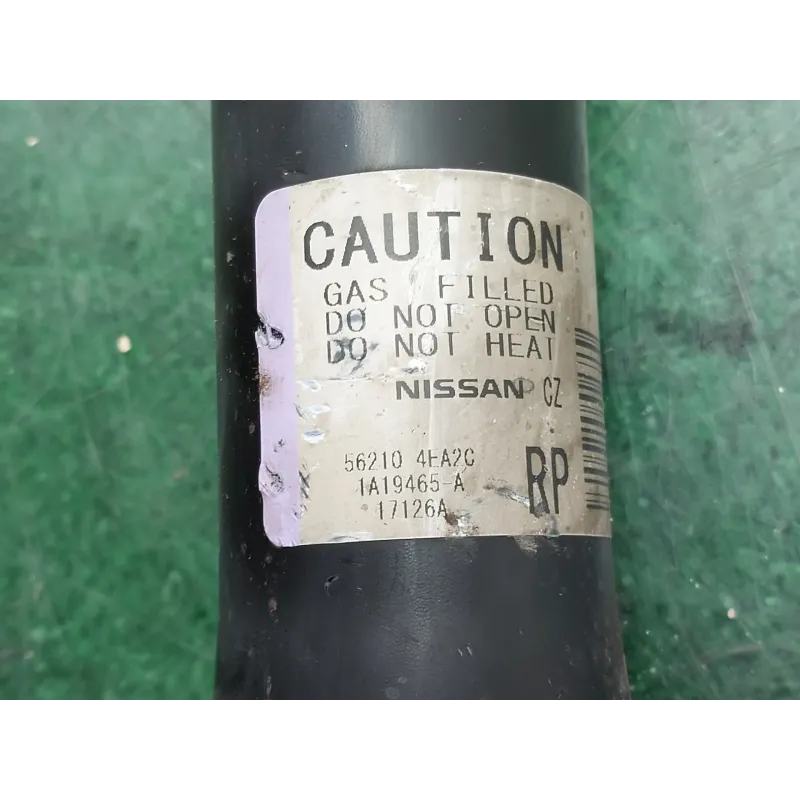 CAUTION
GAS FILLED
DO NOT OPEN
DO NOT HEAT
NISSAN CZ
56210 4EA2C
1A19465-A
17126A
RP